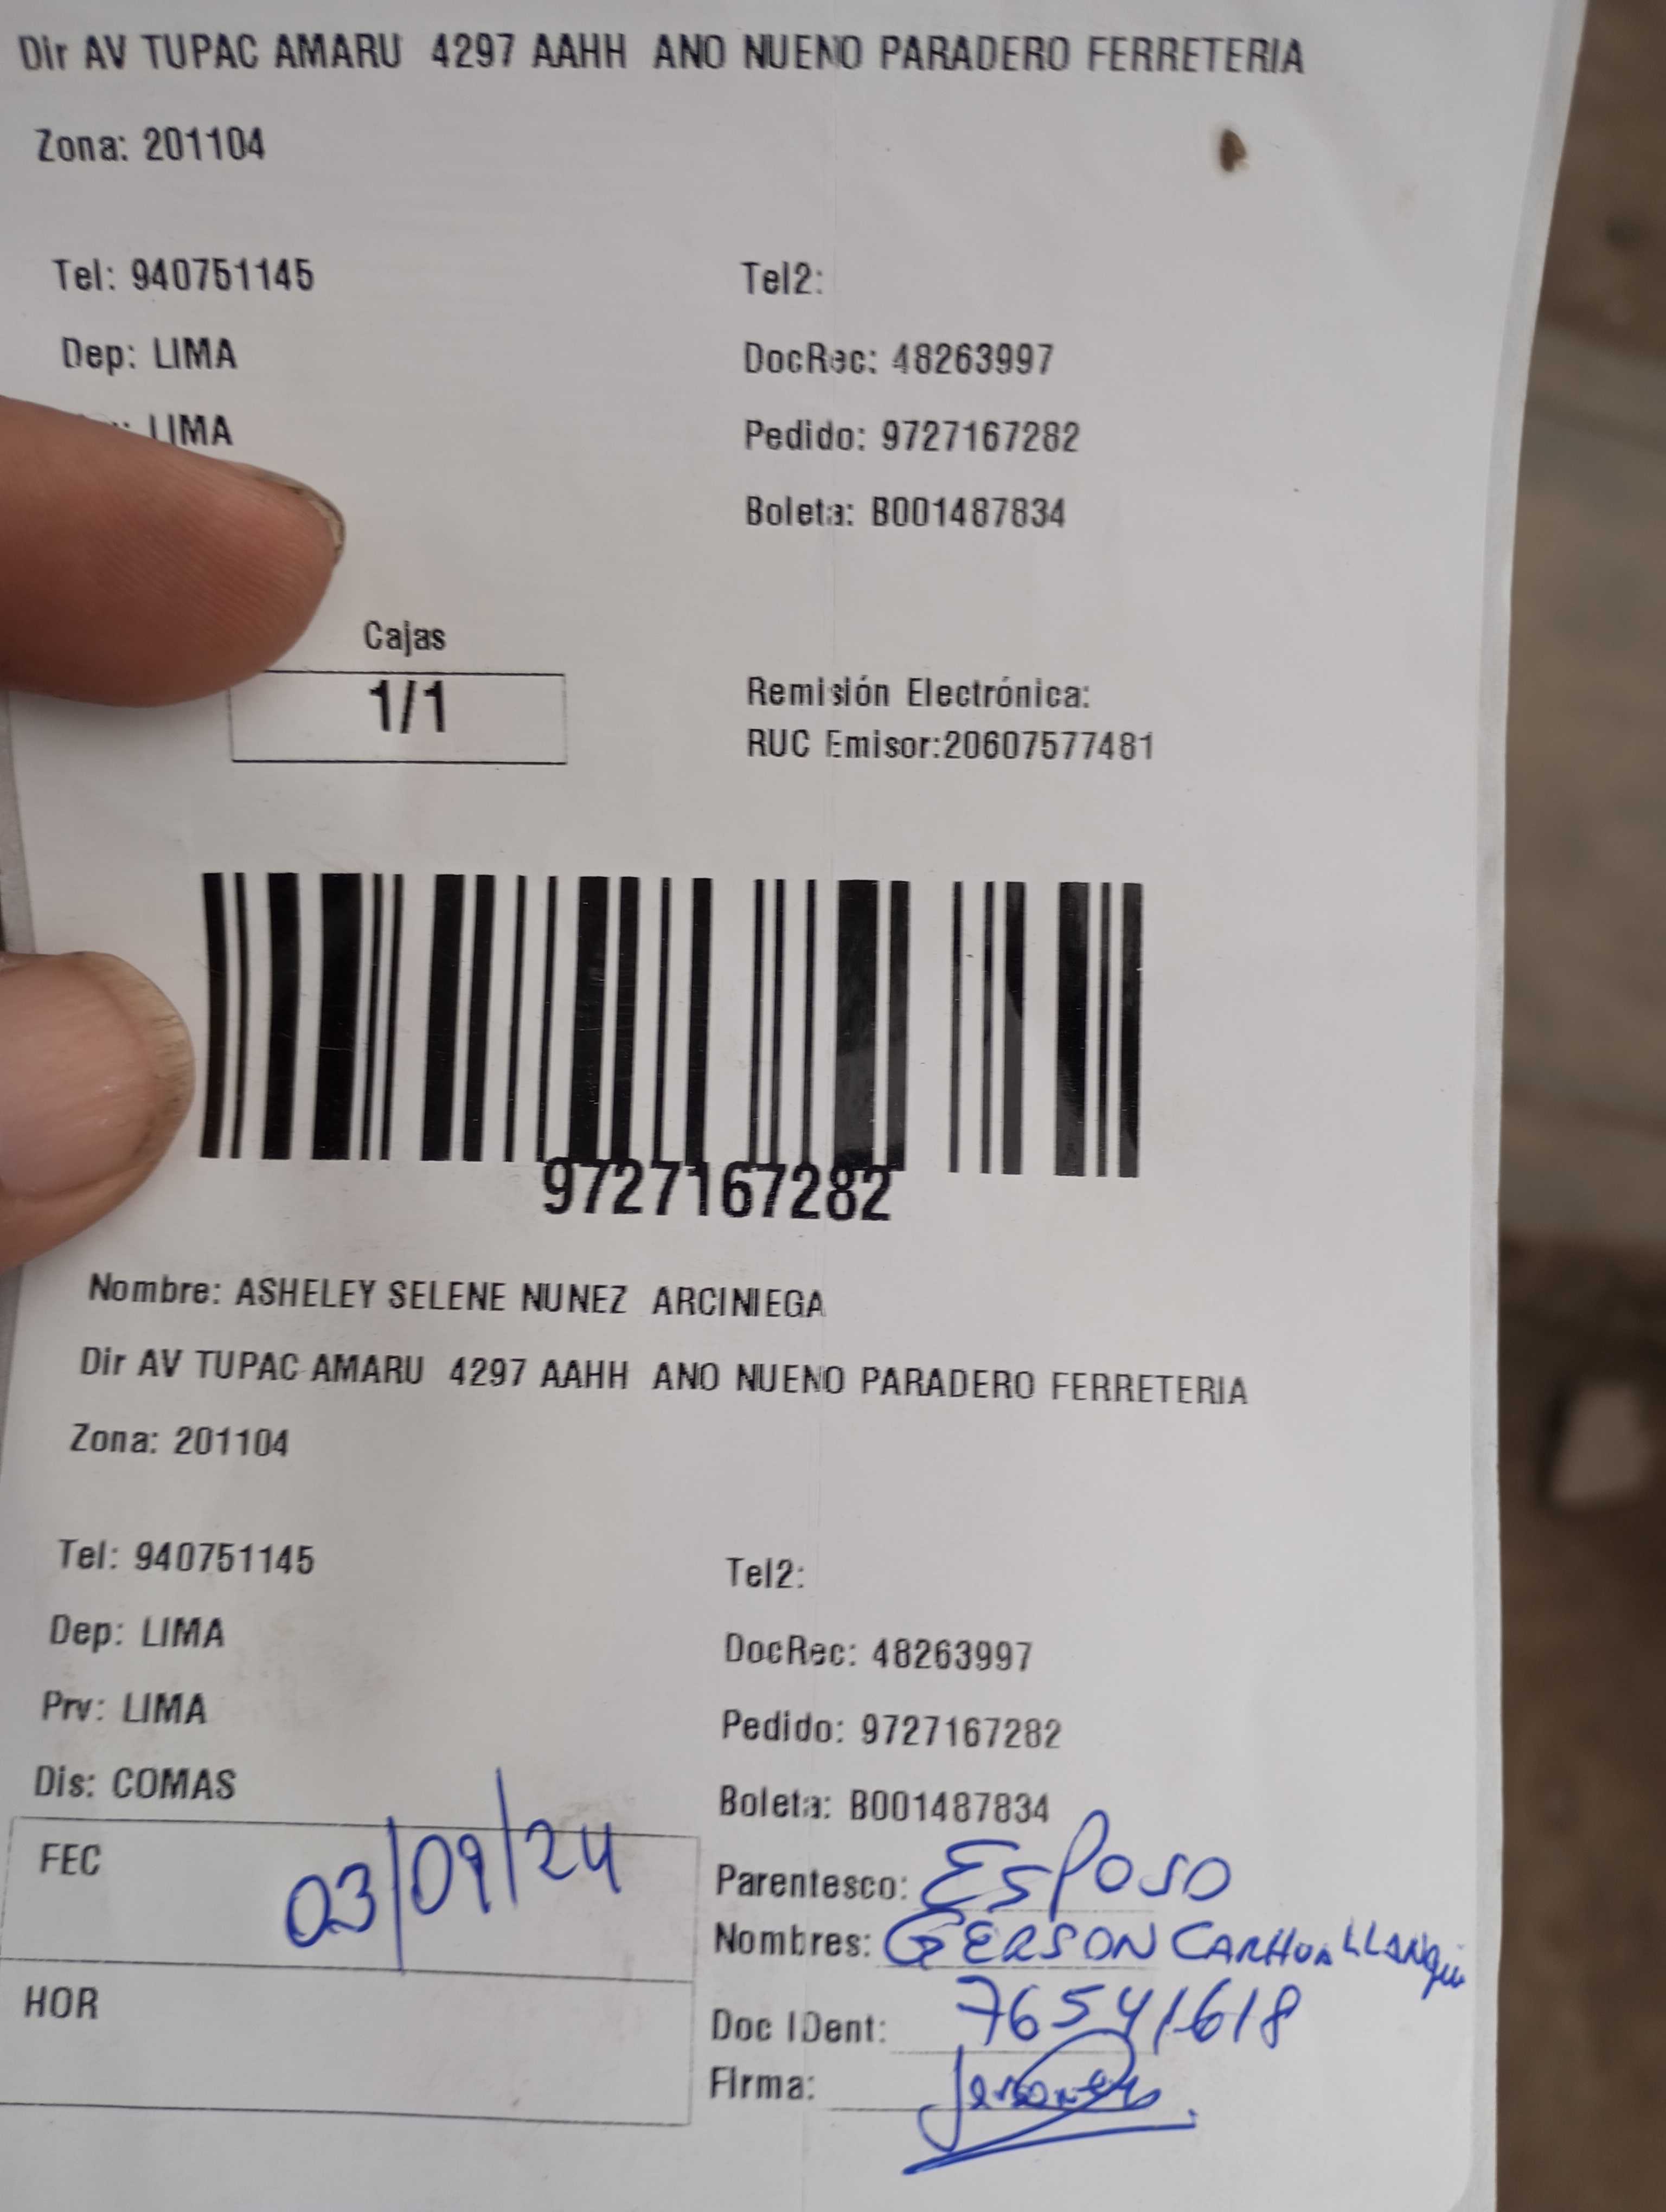 Dir AV TUPAC AMARU 4297 AAHH ANO NUENO PARADERO FERRETERIA
Zona: 201104
Tel: 940751145 Tel2:
Dep: LIMA DocRec: 48263997
LIMA Pedido: 9727167282
Boleta: B001487834
Cajas
1/1
Remisión Electrónica:
RUC Emisor:20607577481
9727167282
Nombre: ASHELEY SELENE NUNEZ ARCINIEGA
Dir AV TUPAC AMARU 4297 AAHH ANO NUENO PARADERO FERRETERIA
Zona: 201104
Tel: 940751145 Tel2:
Dep: LIMA DocRec: 48263997
Prv: LIMA Pedido: 9727167282
Dis: COMAS Boleta: B001487834
FEC 03/09/24
HOR
Parentesco: Esposo
Nombres: GERSON CARHUALLANQUI
Doc IDent: 76541618
Firma: